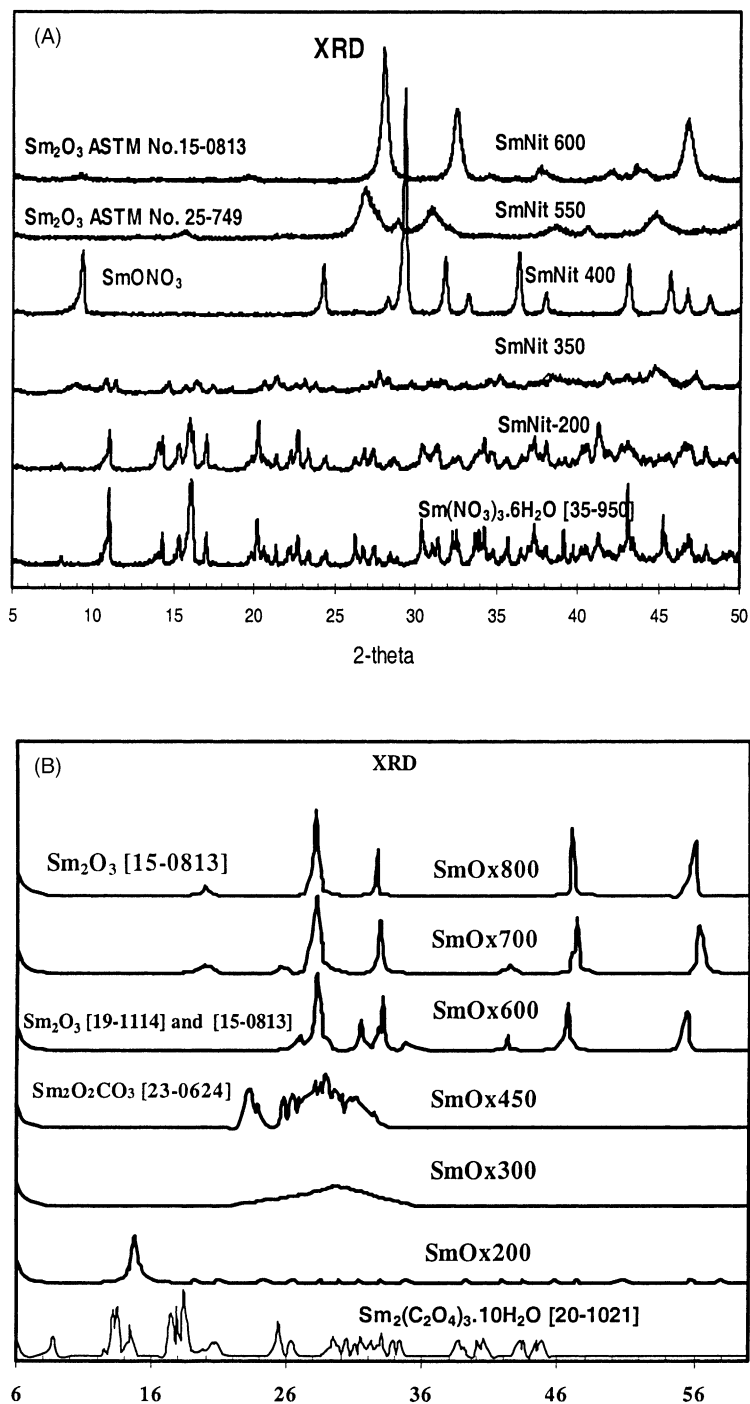 (A)
XRD
Sm₂O₃ ASTM No.15-0813
SmNit 600
Sm₂O₃ ASTM No. 25-749
SmNit 550
SmONO₃
SmNit 400
SmNit 350
SmNit-200
Sm(NO₃)₃.6H₂O [35-950]
5 10 15 20 25 30 35 40 45 50
2-theta
(B)
XRD
Sm₂O₃ [15-0813]
SmOx800
SmOx700
Sm₂O₃ [19-1114] and [15-0813]
SmOx600
Sm₂O₂CO₃ [23-0624]
SmOx450
SmOx300
SmOx200
Sm₂(C₂O₄)₃.10H₂O [20-1021]
6 16 26 36 46 56